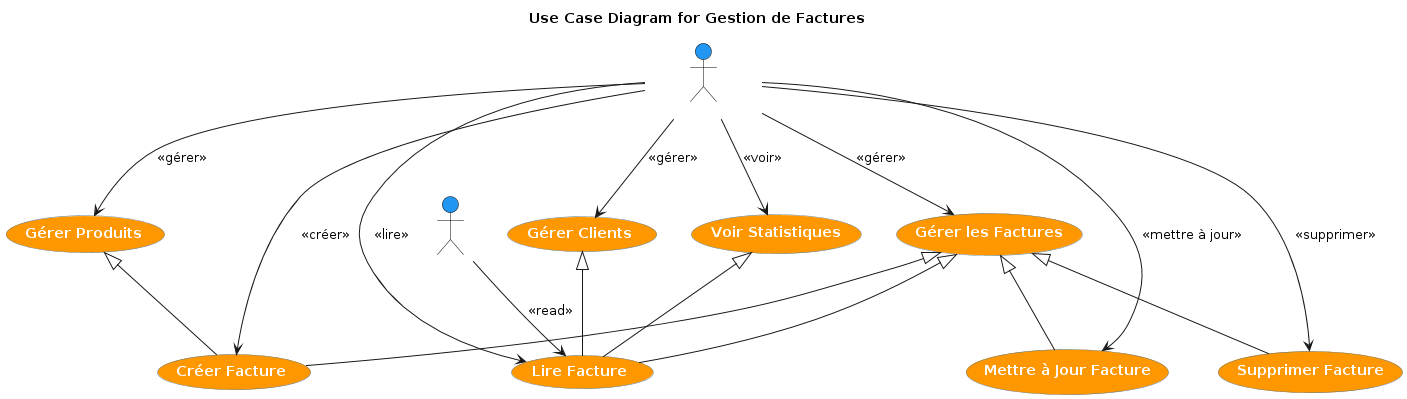 Use Case Diagram for Gestion de Factures
«gérer»
«gérer»
«voir»
«gérer»
«créer»
«lire»
«mettre à jour»
«supprimer»
Gérer Produits
Gérer Clients
Voir Statistiques
Gérer les Factures
«read»
Créer Facture
Lire Facture
Mettre à Jour Facture
Supprimer Facture